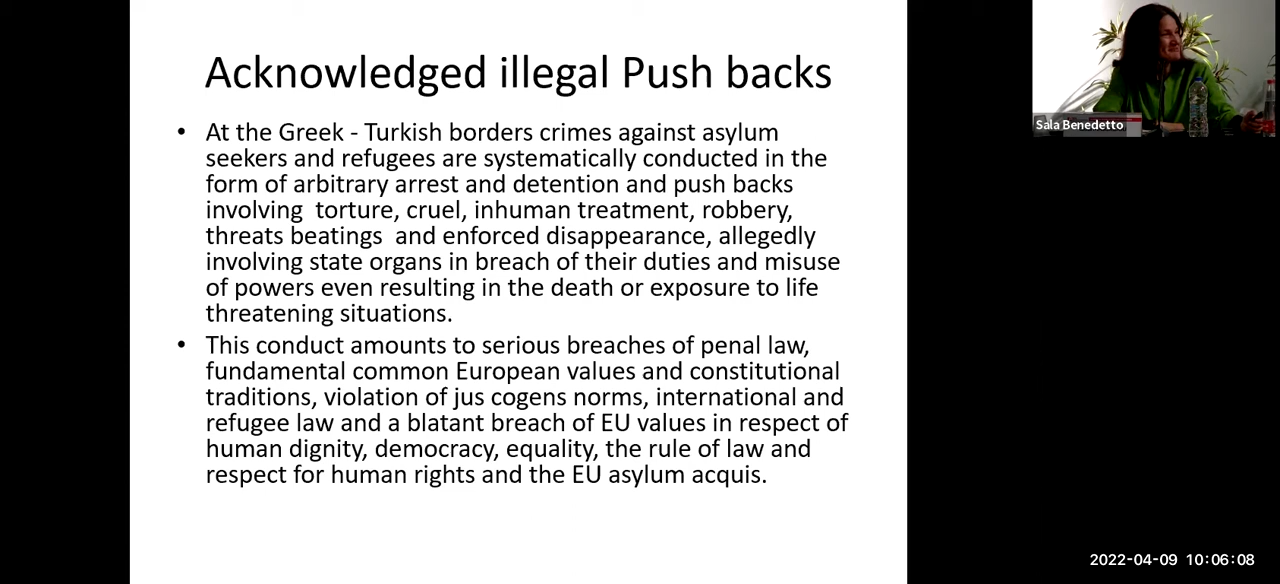 Acknowledged illegal Push backs
• At the Greek - Turkish borders crimes against asylum
seekers and refugees are systematically conducted in the
form of arbitrary arrest and detention and push backs
involving  torture, cruel, inhuman treatment, robbery,
threats beatings  and enforced disappearance, allegedly
involving state organs in breach of their duties and misuse
of powers even resulting in the death or exposure to life
threatening situations.
• This conduct amounts to serious breaches of penal law,
fundamental common European values and constitutional
traditions, violation of jus cogens norms, international and
refugee law and a blatant breach of EU values in respect of
human dignity, democracy, equality, the rule of law and
respect for human rights and the EU asylum acquis.
Sala Benedetto
2022-04-09 10:06:08